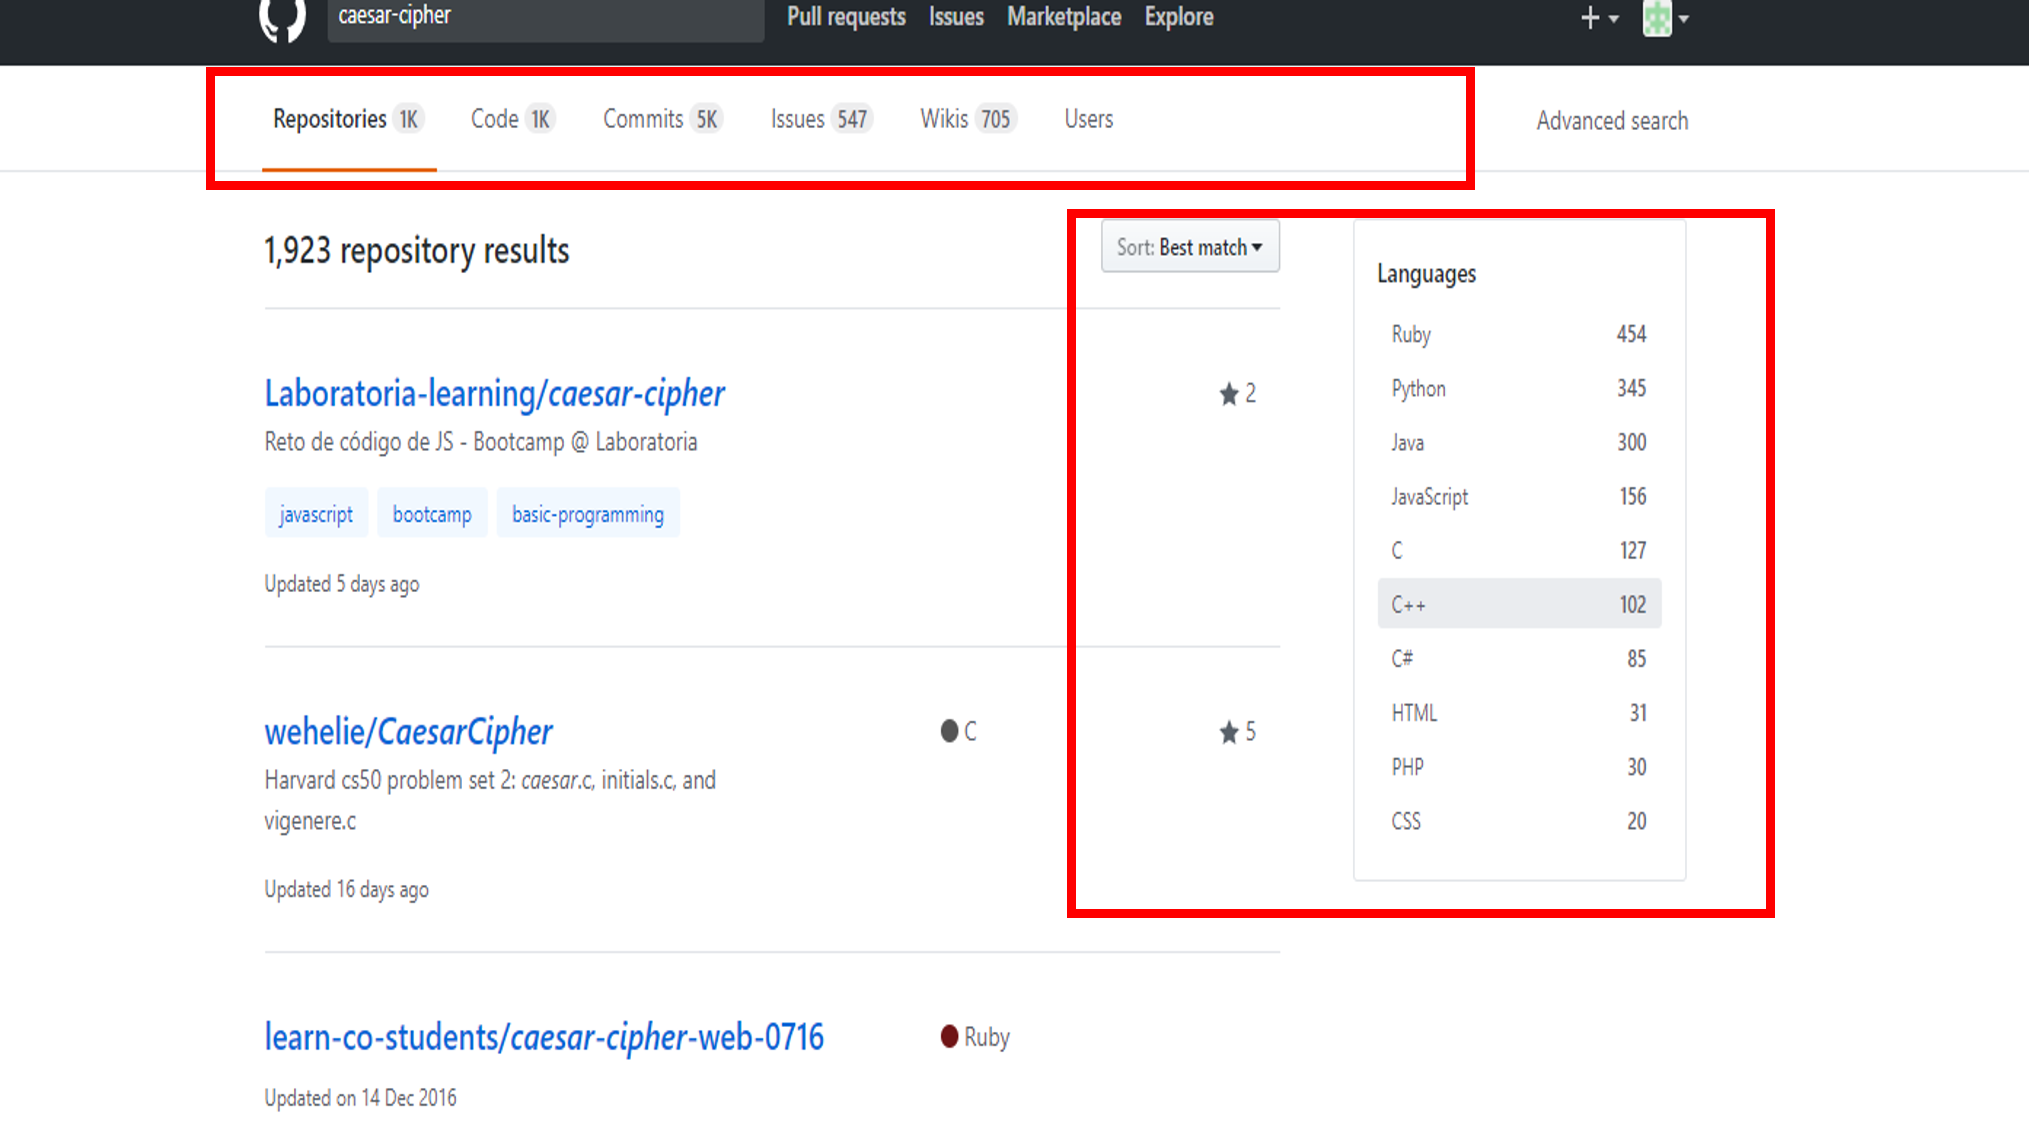 caesar-cipher
Pull requests Issues Marketplace Explore
Repositories 1K Code 1K Commits 5K Issues 547 Wikis 705 Users
Advanced search
1,923 repository results
Sort: Best match
Laboratoria-learning/caesar-cipher
2
Reto de código de JS - Bootcamp @ Laboratoria
javascript bootcamp basic-programming
Updated 5 days ago
wehelie/CaesarCipher
C
5
Harvard cs50 problem set 2: caesar.c, initials.c, and
vigenere.c
Updated 16 days ago
learn-co-students/caesar-cipher-web-0716
Ruby
Updated on 14 Dec 2016
Languages
Ruby 454
Python 345
Java 300
JavaScript 156
C 127
C++ 102
C# 85
HTML 31
PHP 30
CSS 20